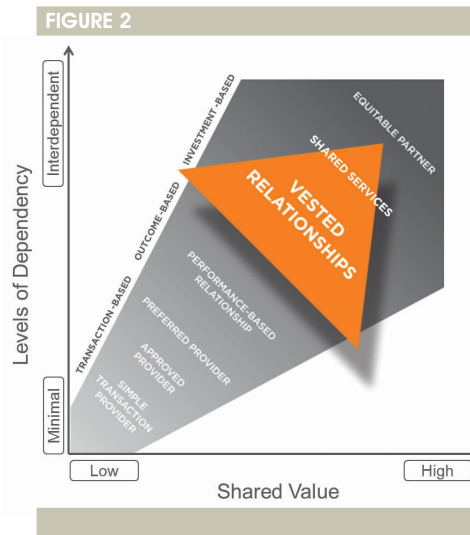 FIGURE 2
Levels of Dependency
Interdependent
Minimal
INVESTMENT-BASED
OUTCOME-BASED
TRANSACTION-BASED
EQUITABLE PARTNER
SHARED SERVICES
VESTED
RELATIONSHIPS
PERFORMANCE-BASED
RELATIONSHIP
PREFERRED PROVIDER
APPROVED
PROVIDER
SIMPLE
TRANSACTION
PROVIDER
Low
High
Shared Value